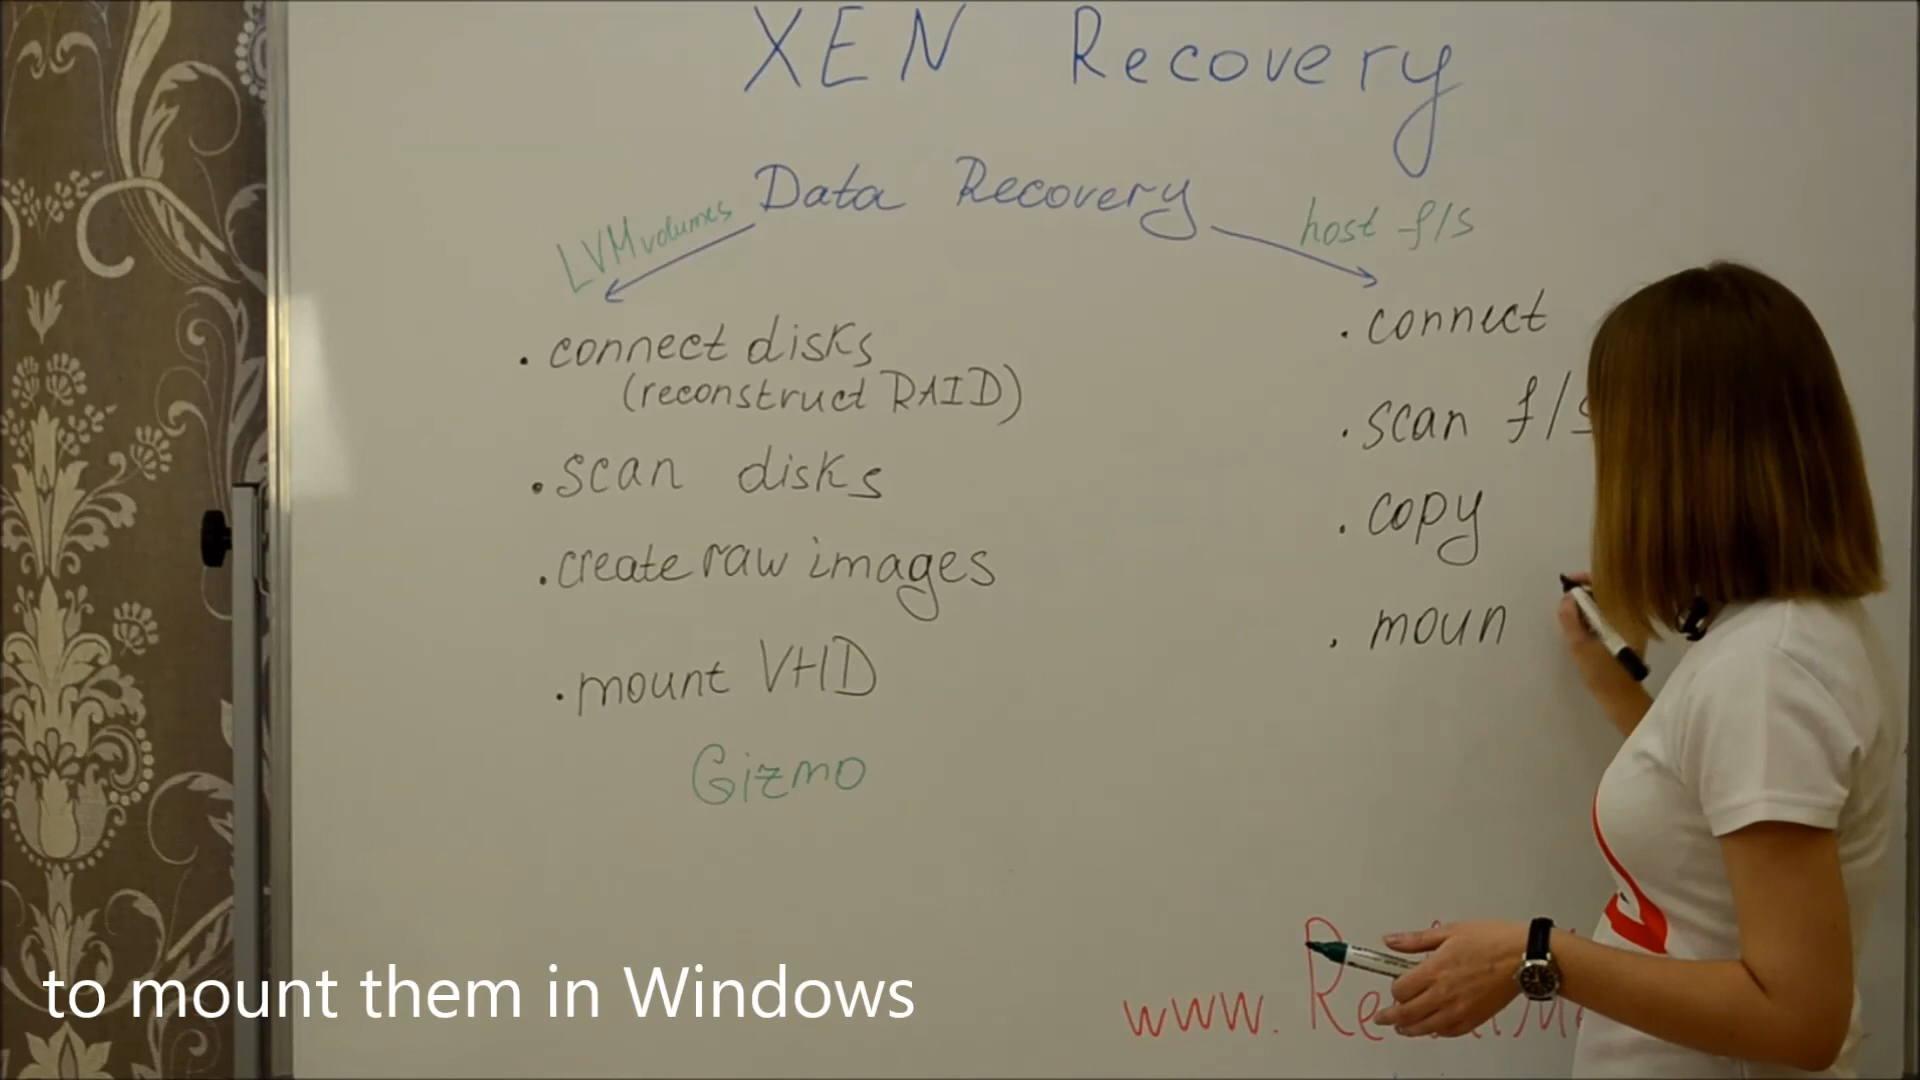 XEN Recovery
Data Recovery
LVM volumes
host f/s
. connect disks
(reconstruct RAID)
. scan disks
. create raw images
. mount VHD
Gizmo
. connect
. scan f/s
. copy
. moun
www.
to mount them in Windows